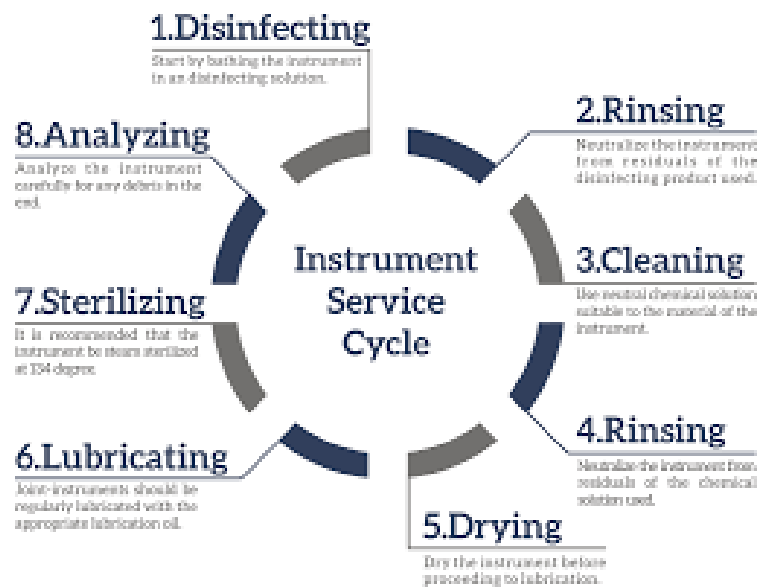 1.Disinfecting
Start by bathing the instrument
in an disinfecting solution.
2.Rinsing
Neutralize the instrument
from residuals of the
disinfecting product used.
3.Cleaning
Use neutral chemical solution
suitable to the material of the
instrument.
4.Rinsing
Neutralize the instrument from
residuals of the chemical
solution used.
5.Drying
Dry the instrument before
proceeding to lubrication.
6.Lubricating
Joint-instruments should be
regularly lubricated with the
appropriate lubrication oil.
7.Sterilizing
It is recommended that the
instrument be steam sterilized
at 134 degree.
8.Analyzing
Analyze the instrument
carefully for any debris in the
end.
Instrument
Service
Cycle